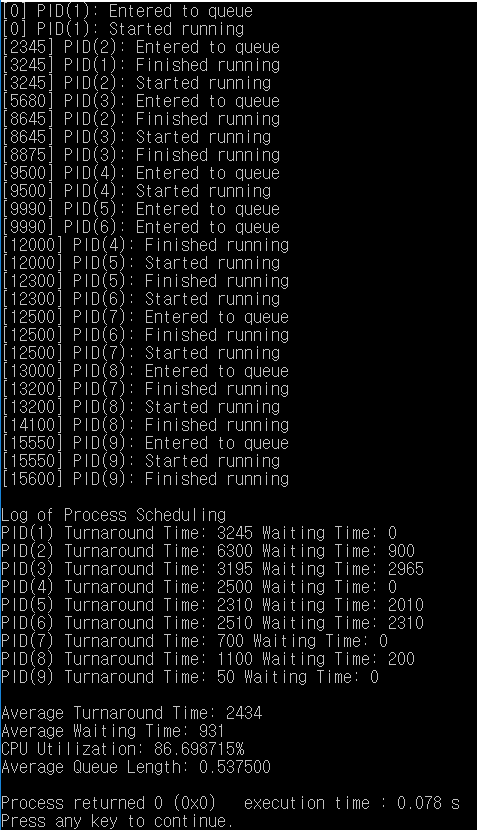 [0] PID(1): Entered to queue
[0] PID(1): Started running
[2345] PID(2): Entered to queue
[3245] PID(1): Finished running
[3245] PID(2): Started running
[5680] PID(3): Entered to queue
[8645] PID(2): Finished running
[8645] PID(3): Started running
[8875] PID(3): Finished running
[9500] PID(4): Entered to queue
[9500] PID(4): Started running
[9990] PID(5): Entered to queue
[9990] PID(6): Entered to queue
[12000] PID(4): Finished running
[12000] PID(5): Started running
[12300] PID(5): Finished running
[12300] PID(6): Started running
[12500] PID(7): Entered to queue
[12500] PID(6): Finished running
[12500] PID(7): Started running
[13000] PID(8): Entered to queue
[13200] PID(7): Finished running
[13200] PID(8): Started running
[14100] PID(8): Finished running
[15550] PID(9): Entered to queue
[15550] PID(9): Started running
[15600] PID(9): Finished running
Log of Process Scheduling
PID(1) Turnaround Time: 3245 Waiting Time: 0
PID(2) Turnaround Time: 6300 Waiting Time: 900
PID(3) Turnaround Time: 3195 Waiting Time: 2965
PID(4) Turnaround Time: 2500 Waiting Time: 0
PID(5) Turnaround Time: 2310 Waiting Time: 2010
PID(6) Turnaround Time: 2510 Waiting Time: 2310
PID(7) Turnaround Time: 700 Waiting Time: 0
PID(8) Turnaround Time: 1100 Waiting Time: 200
PID(9) Turnaround Time: 50 Waiting Time: 0
Average Turnaround Time: 2434
Average Waiting Time: 931
CPU Utilization: 86.698715%
Average Queue Length: 0.537500
Process returned 0 (0x0) execution time : 0.078 s
Press any key to continue.